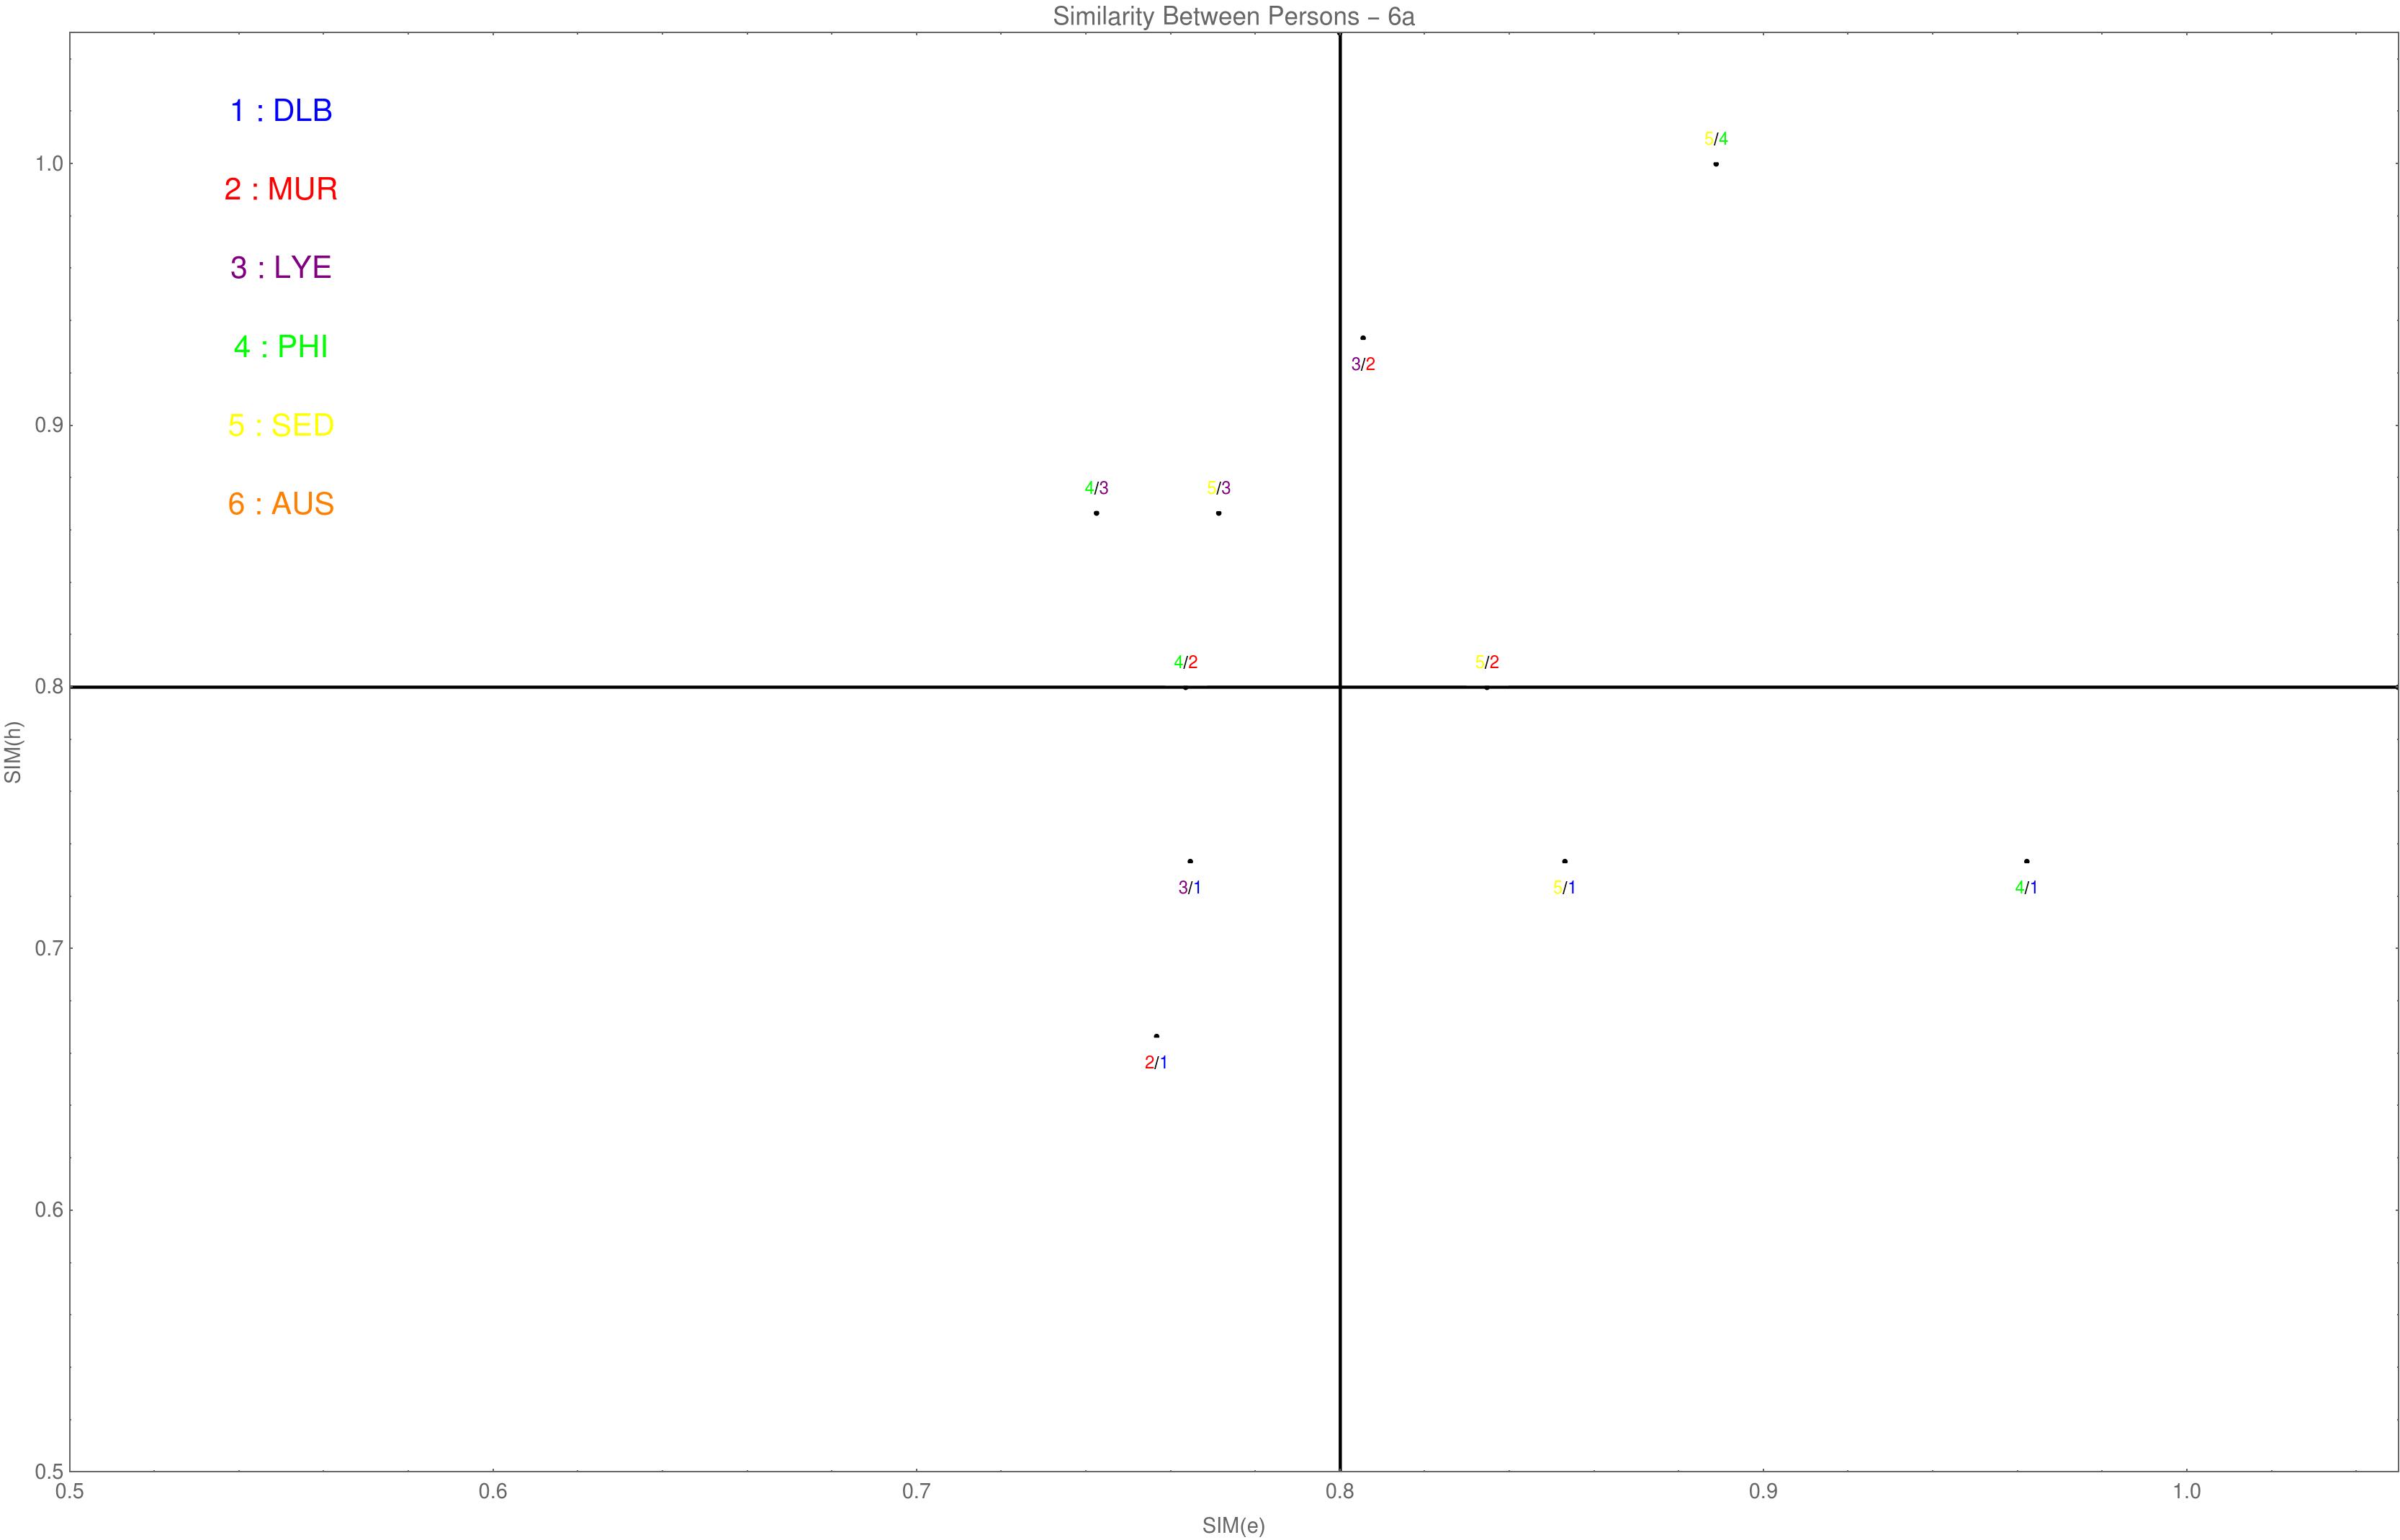 Similarity Between Persons – 6a
1 : DLB
2 : MUR
3 : LYE
4 : PHI
5 : SED
6 : AUS
5/4
3/2
4/3
5/3
4/2
5/2
3/1
5/1
4/1
2/1
1.0
0.9
0.8
0.7
0.6
0.5
SIM(h)
0.5
0.6
0.7
0.8
0.9
1.0
SIM(e)